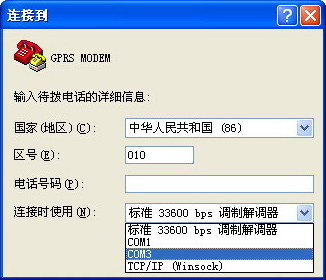 连接到
GPRS MODEM
输入待拨电话的详细信息:
国家(地区)(C): 中华人民共和国 (86)
区号(E): 010
电话号码(P):
连接时使用(N): 标准 33600 bps 调制解调器
标准 33600 bps 调制解调器
COM1
COM3
TCP/IP (Winsock)